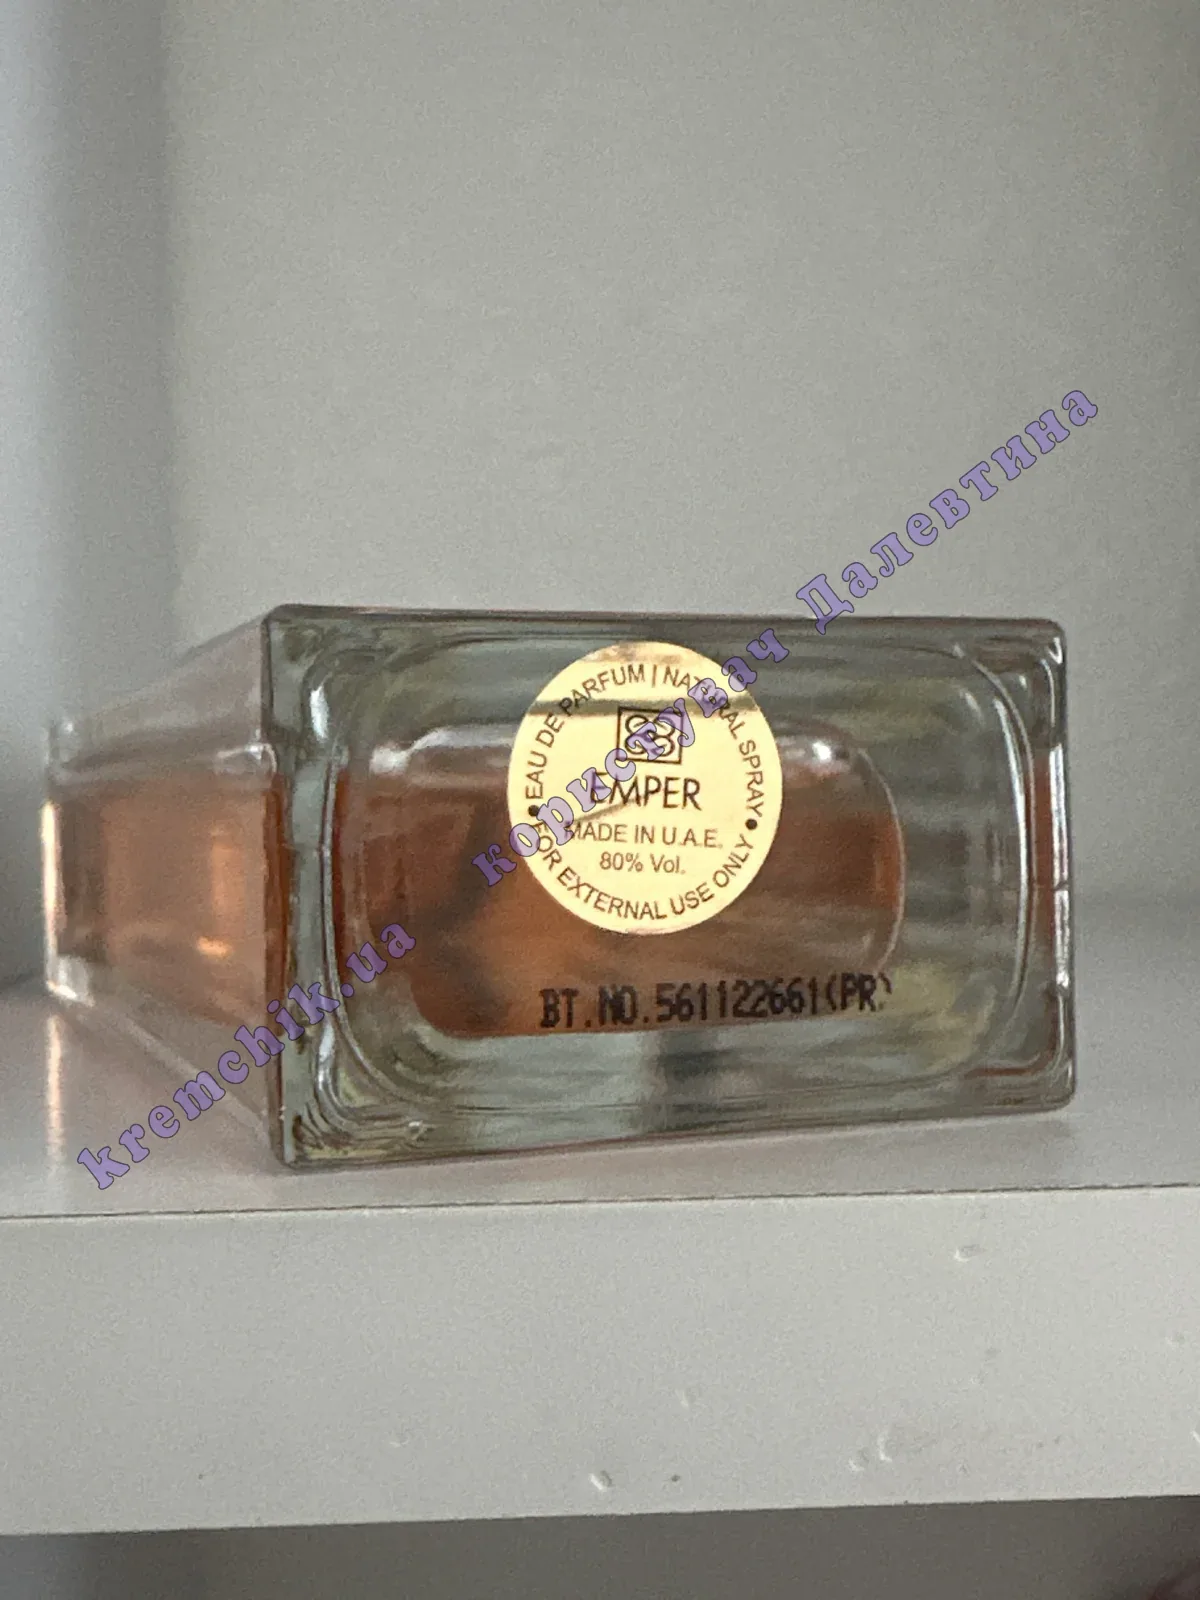 EAU DE PARFUM | NATURAL SPRAY
EMPER
MADE IN U.A.E.
80% Vol.
FOR EXTERNAL USE ONLY
BT.NO.561122661(PR)
kremchik.ua користувач Далевтина